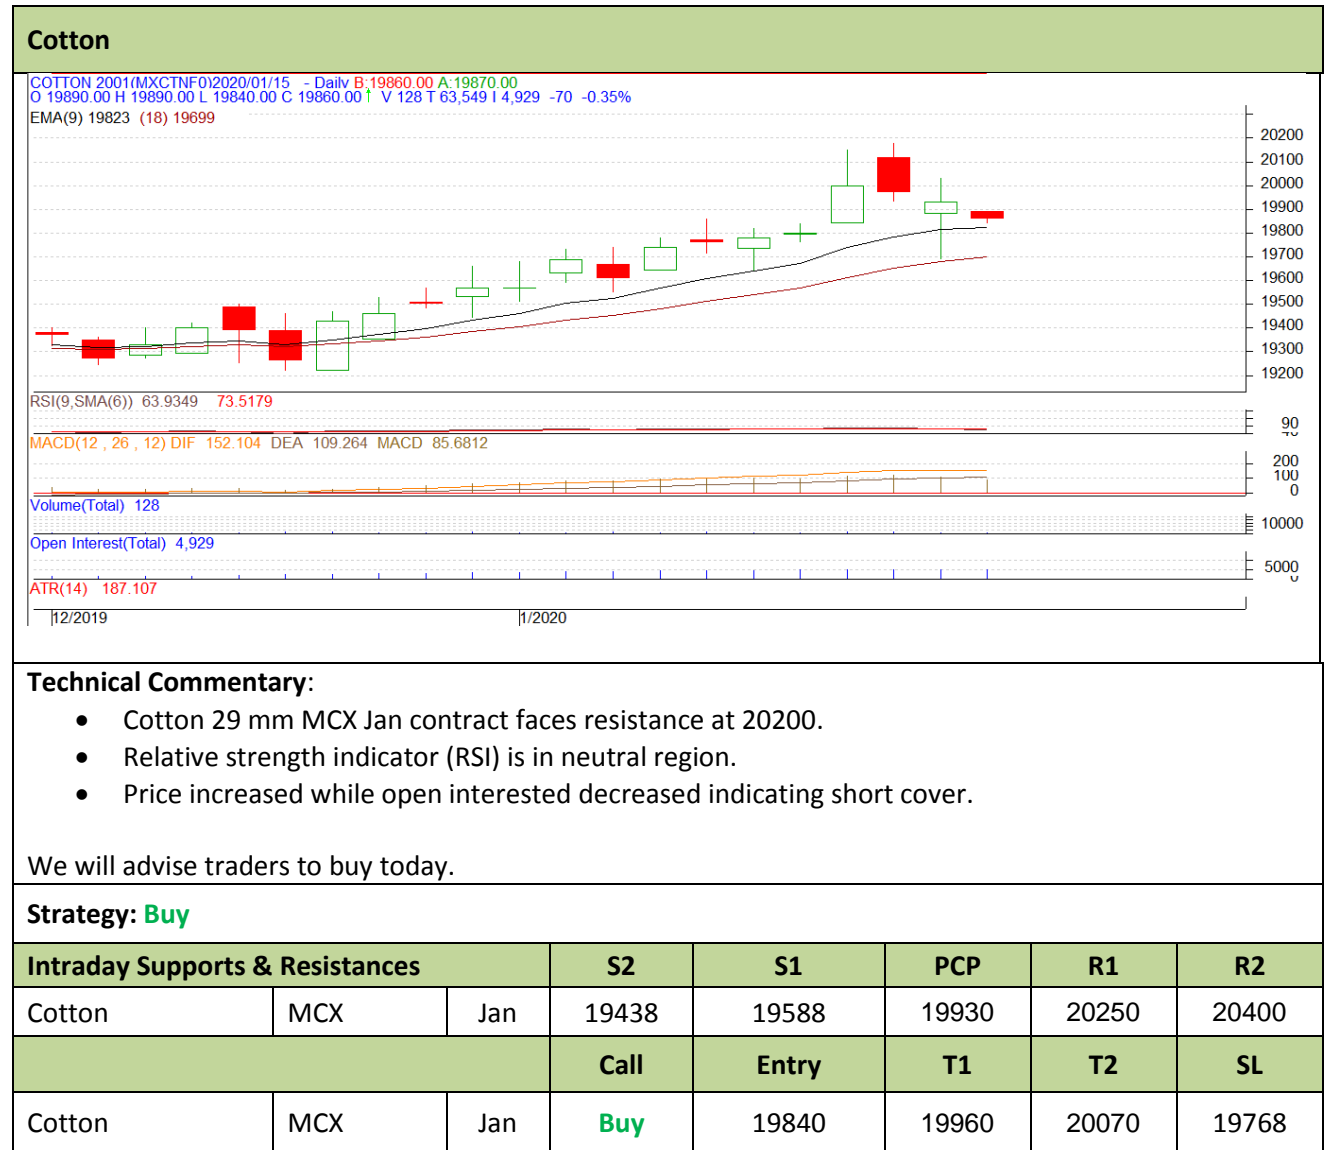 Cotton
COTTON 2001(MXCTNF0)2020/01/15 - Daily B:19860.00 A:19870.00
O 19890.00 H 19890.00 L 19840.00 C 19860.00↑ V 128 T 63,549 I 4,929 -70 -0.35%
EMA(9) 19823 (18) 19699
20200
20100
20000
19900
19800
19700
19600
19500
19400
19300
19200
RSI(9,SMA(6)) 63.9349 73.5179
90
MACD(12 , 26 , 12) DIF 152.104 DEA 109.264 MACD 85.6812
200
100
0
Volume(Total) 128
10000
Open Interest(Total) 4,929
5000
0
ATR(14) 187.107
12/2019 1/2020
Technical Commentary:
• Cotton 29 mm MCX Jan contract faces resistance at 20200.
• Relative strength indicator (RSI) is in neutral region.
• Price increased while open interested decreased indicating short cover.
We will advise traders to buy today.
Strategy: Buy
Intraday Supports & Resistances S2 S1 PCP R1 R2
Cotton MCX Jan 19438 19588 19930 20250 20400
Call Entry T1 T2 SL
Cotton MCX Jan Buy 19840 19960 20070 19768